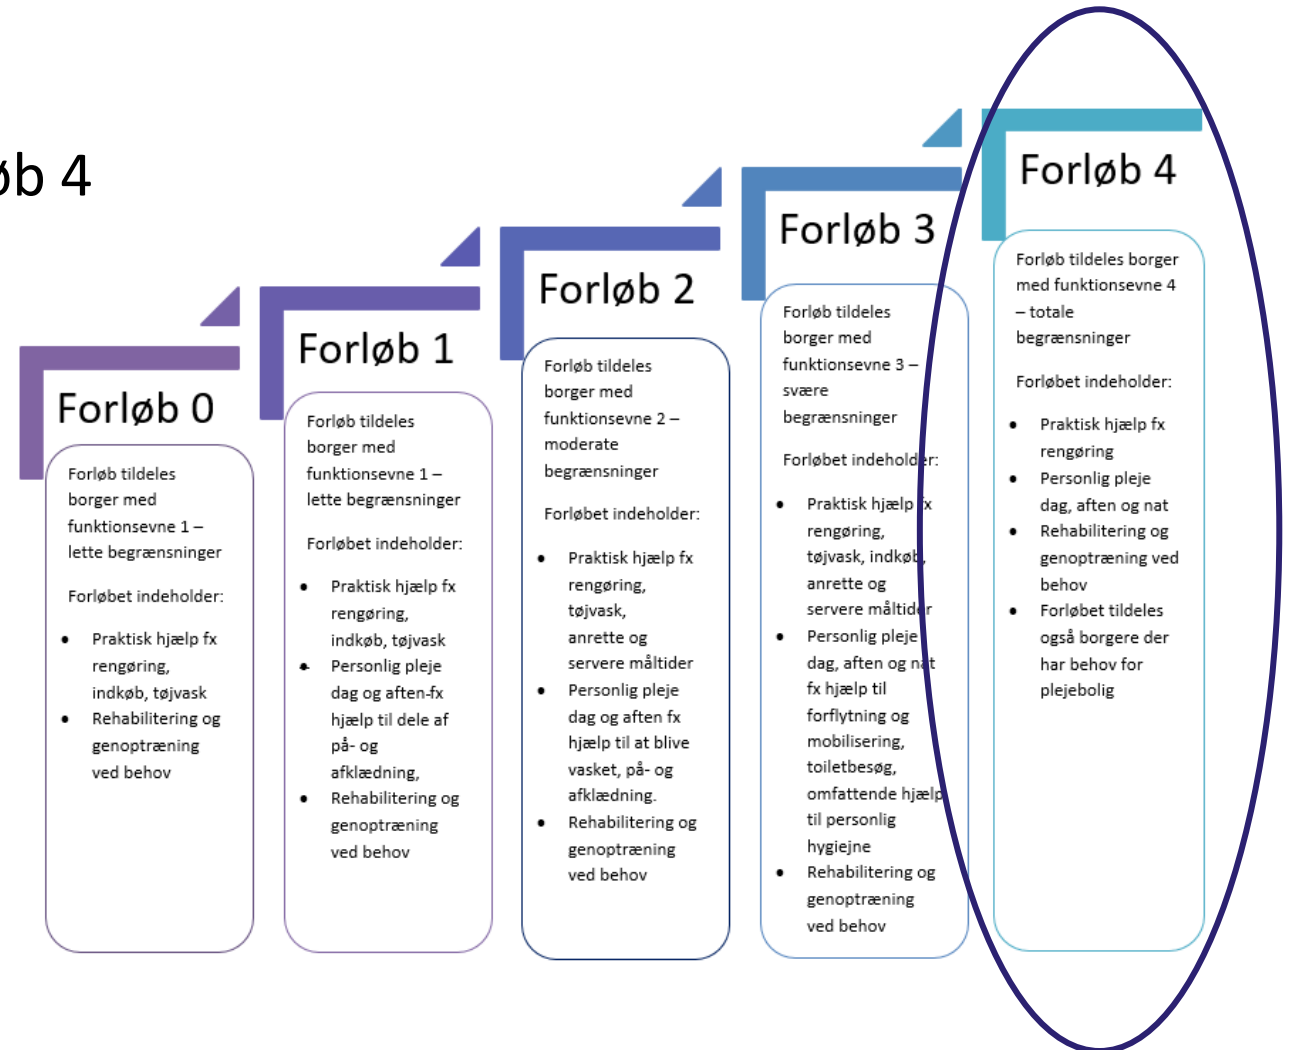 øb 4
Forløb 0
Forløb tildeles
borger med
funktionsevne 1 –
lette begrænsninger
Forløbet indeholder:
• Praktisk hjælp fx
rengøring,
indkøb, tøjvask
• Rehabilitering og
genoptræning
ved behov
Forløb 1
Forløb tildeles
borger med
funktionsevne 1 –
lette begrænsninger
Forløbet indeholder:
• Praktisk hjælp fx
rengøring,
indkøb, tøjvask
• Personlig pleje
dag og aften-fx
hjælp til dele af
på- og
afklædning,
• Rehabilitering og
genoptræning
ved behov
Forløb 2
Forløb tildeles
borger med
funktionsevne 2 –
moderate
begrænsninger
Forløbet indeholder:
• Praktisk hjælp fx
rengøring,
tøjvask,
anrette og
servere måltider
• Personlig pleje
dag og aften fx
hjælp til at blive
vasket, på- og
afklædning.
• Rehabilitering og
genoptræning
ved behov
Forløb 3
Forløb tildeles
borger med
funktionsevne 3 –
svære
begrænsninger
Forløbet indeholder:
• Praktisk hjælp fx
rengøring,
tøjvask, indkøb,
anrette og
servere måltider
• Personlig pleje
dag, aften og nat
fx hjælp til
forflytning og
mobilisering,
toiletbesøg,
omfattende hjælp
til personlig
hygiejne
• Rehabilitering og
genoptræning
ved behov
Forløb 4
Forløb tildeles borger
med funktionsevne 4
– totale
begrænsninger
Forløbet indeholder:
• Praktisk hjælp fx
rengøring
• Personlig pleje
dag, aften og nat
• Rehabilitering og
genoptræning ved
behov
• Forløbet tildeles
også borgere der
har behov for
plejebolig